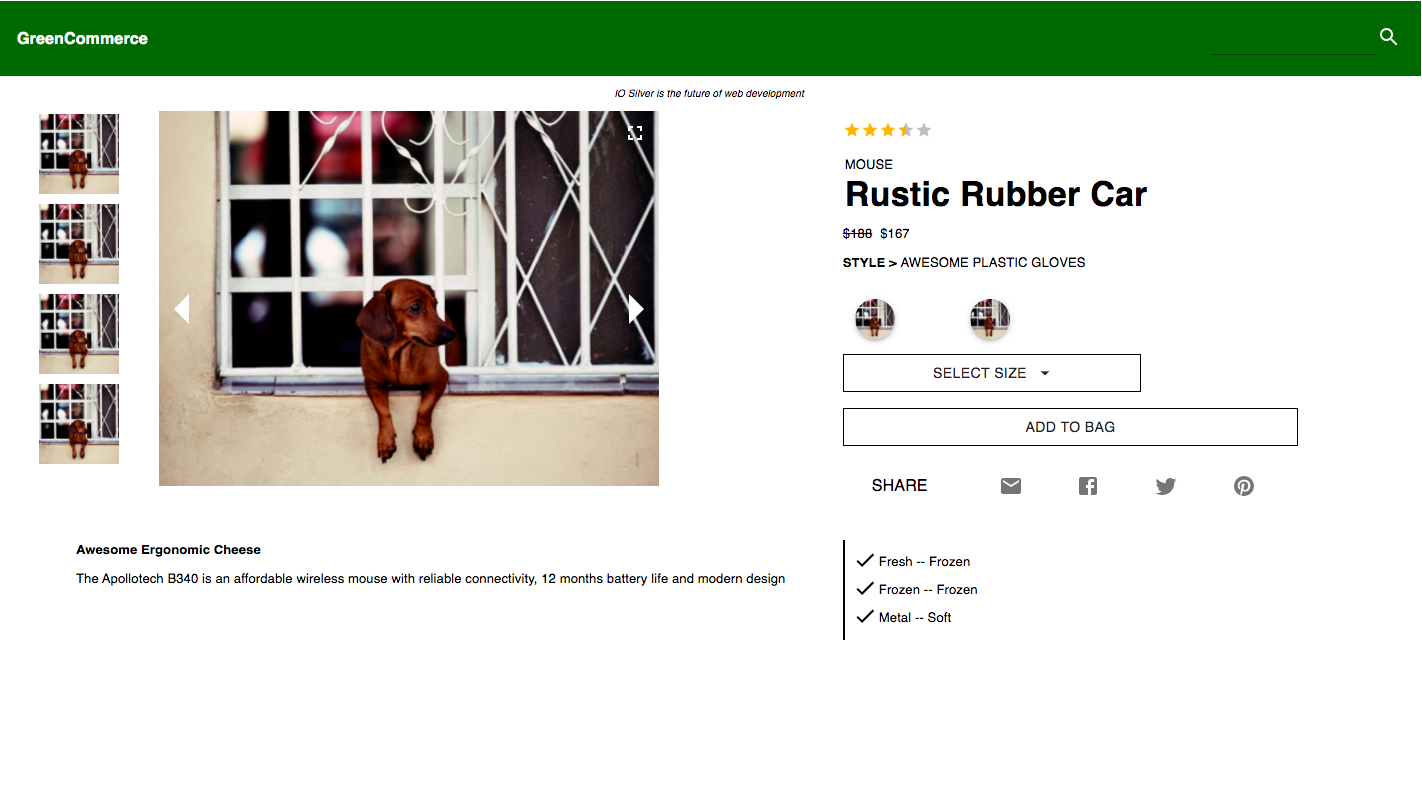 GreenCommerce
IO Silver is the future of web development
MOUSE
Rustic Rubber Car
$188 $167
STYLE > AWESOME PLASTIC GLOVES
SELECT SIZE
ADD TO BAG
SHARE
Awesome Ergonomic Cheese
The Apollotech B340 is an affordable wireless mouse with reliable connectivity, 12 months battery life and modern design
Fresh -- Frozen
Frozen -- Frozen
Metal -- Soft